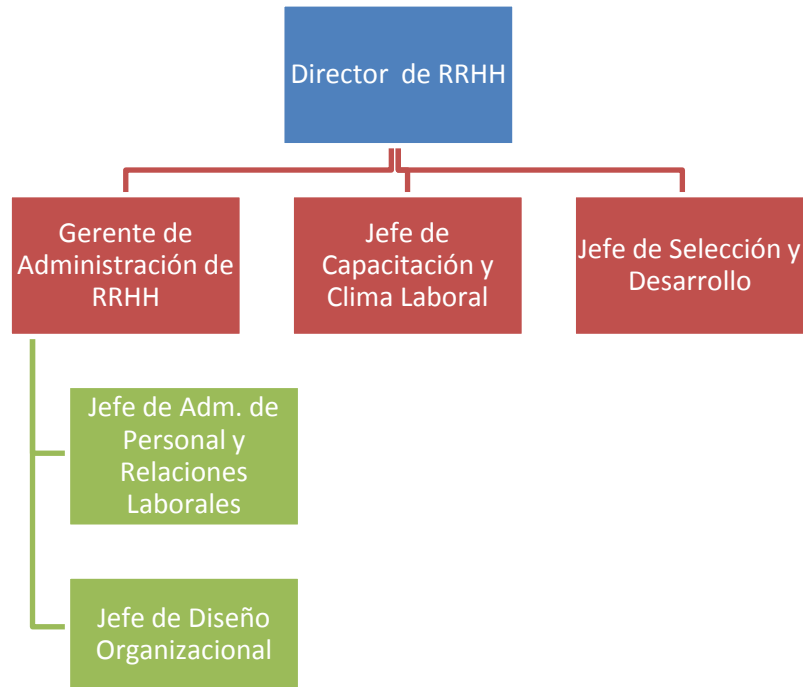 Director de RRHH
Gerente de
Administración de
RRHH
Jefe de
Capacitación y
Clima Laboral
Jefe de Selección y
Desarrollo
Jefe de Adm. de
Personal y
Relaciones
Laborales
Jefe de Diseño
Organizacional